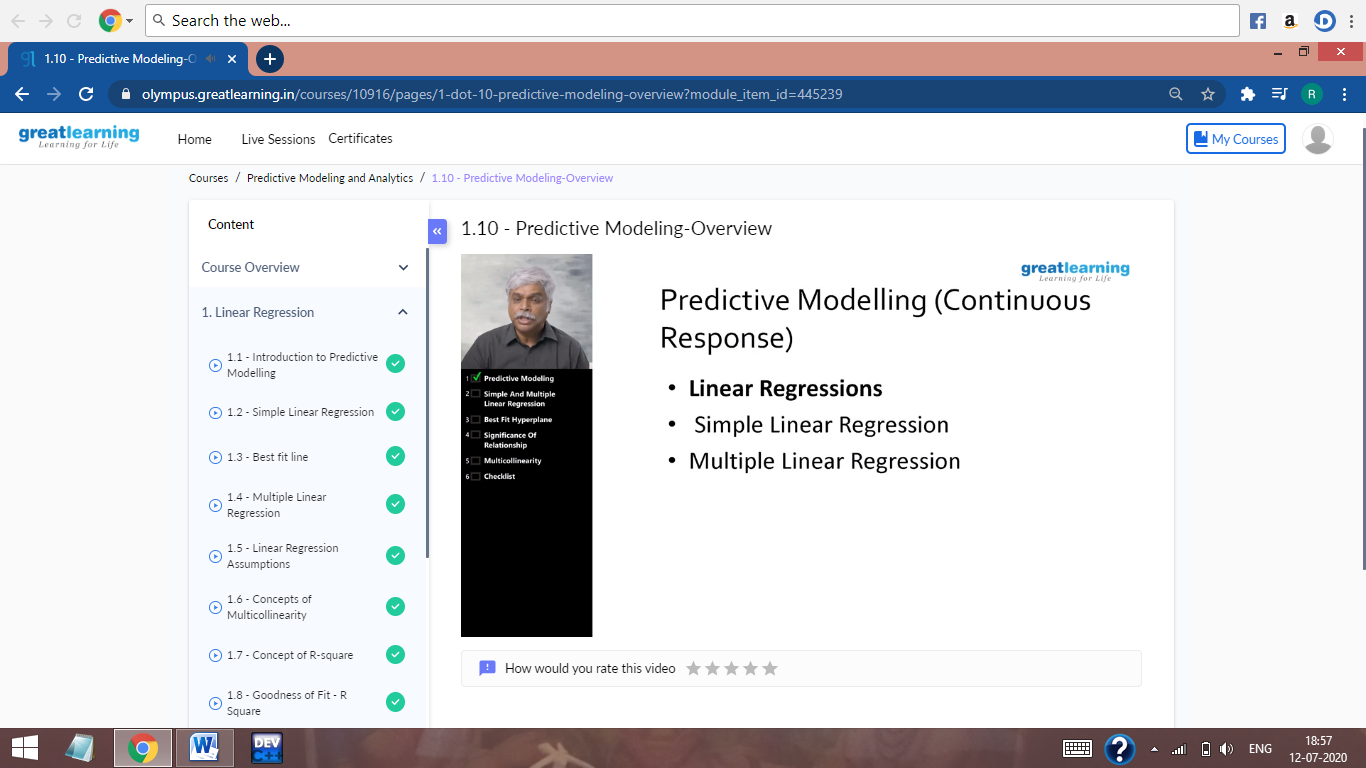 Search the web...
1.10 - Predictive Modeling-O
olympus.greatlearning.in/courses/10916/pages/1-dot-10-predictive-modeling-overview?module_item_id=445239
R
greatlearning
Learning for Life
Home
Live Sessions
Certificates
My Courses
Courses / Predictive Modeling and Analytics / 1.10 - Predictive Modeling-Overview
Content
Course Overview
1. Linear Regression
1.1 - Introduction to Predictive
Modelling
1.2 - Simple Linear Regression
1.3 - Best fit line
1.4 - Multiple Linear
Regression
1.5 - Linear Regression
Assumptions
1.6 - Concepts of
Multicollinearity
1.7 - Concept of R-square
1.8 - Goodness of Fit - R
Square
1.10 - Predictive Modeling-Overview
1 Predictive Modeling
2 Simple And Multiple
Linear Regression
3 Best Fit Hyperplane
4 Significance Of
Relationship
5 Multicollinearity
6 Checklist
greatlearning
Learning for Life
Predictive Modelling (Continuous
Response)
• Linear Regressions
• Simple Linear Regression
• Multiple Linear Regression
How would you rate this video
DEV
C++
ENG
18:57
12-07-2020